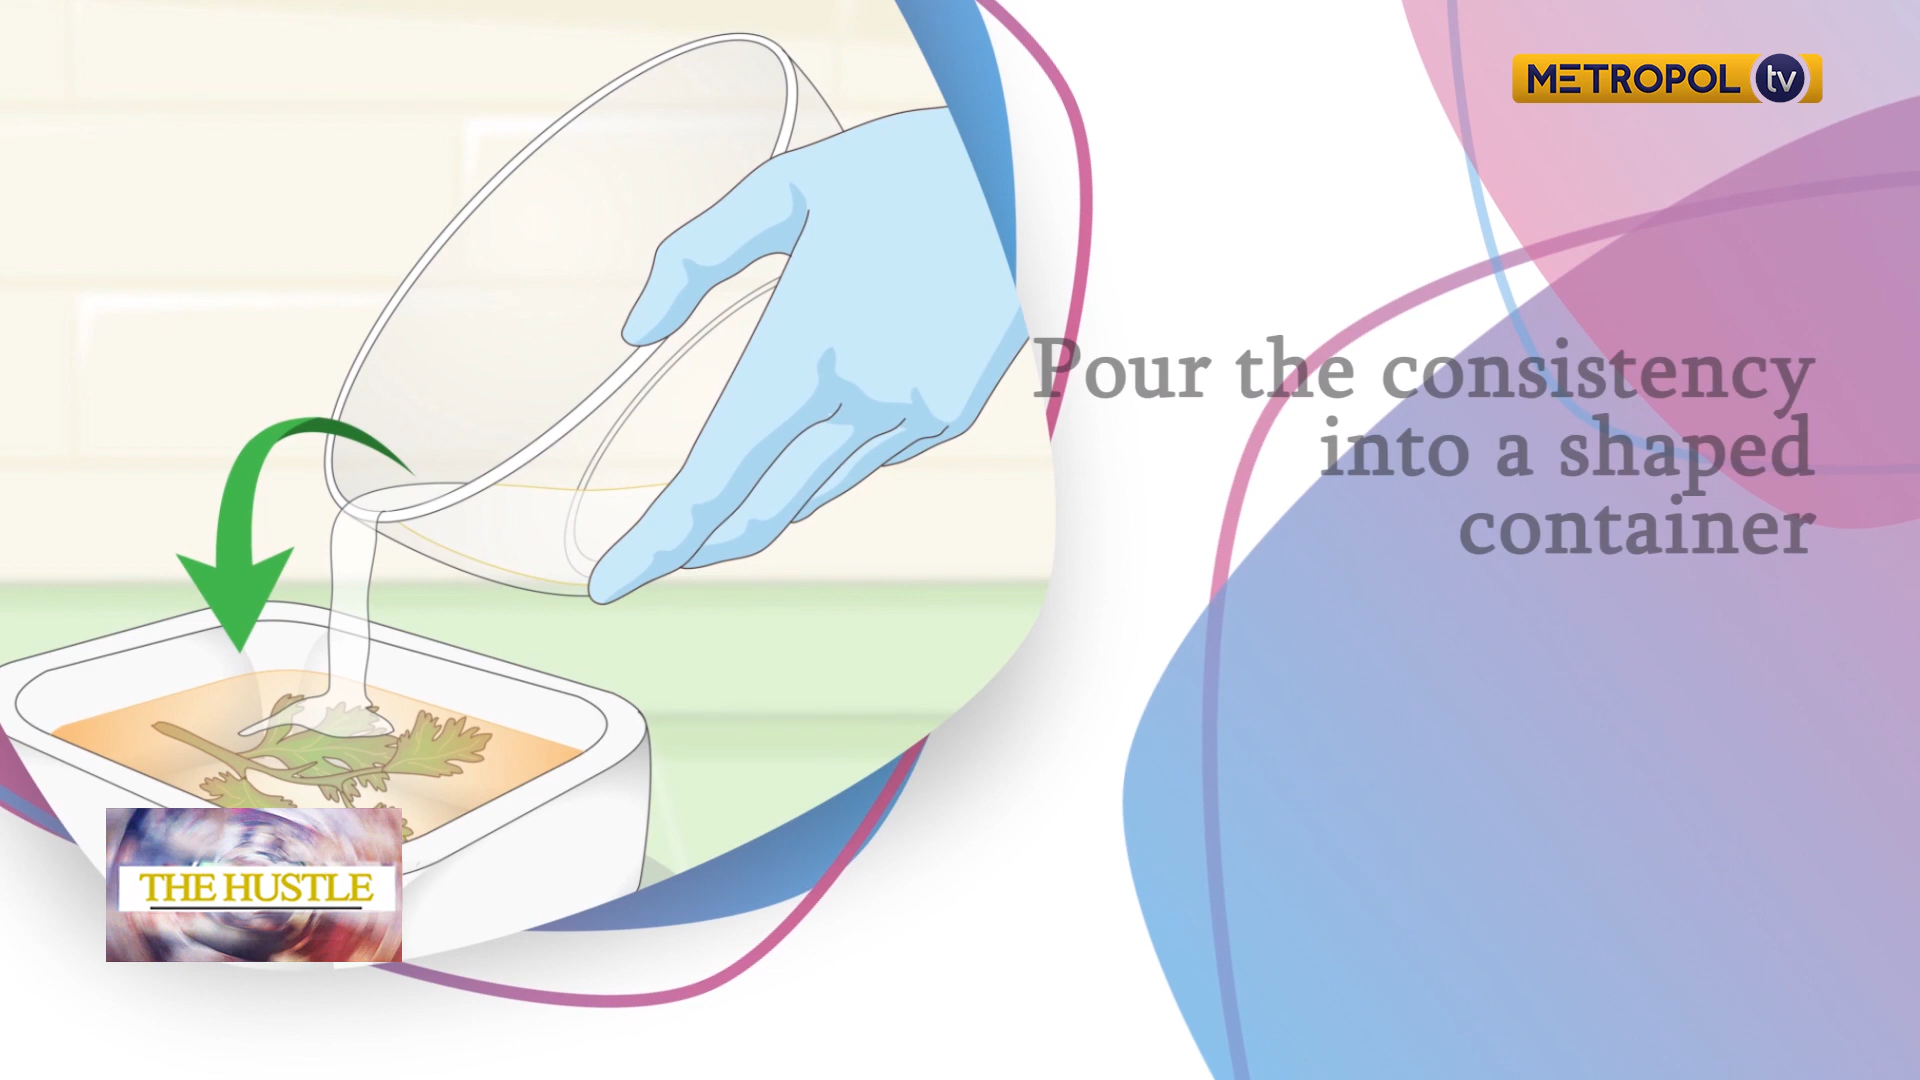 METROPOL tv
Pour the consistency
into a shaped
container
THE HUSTLE